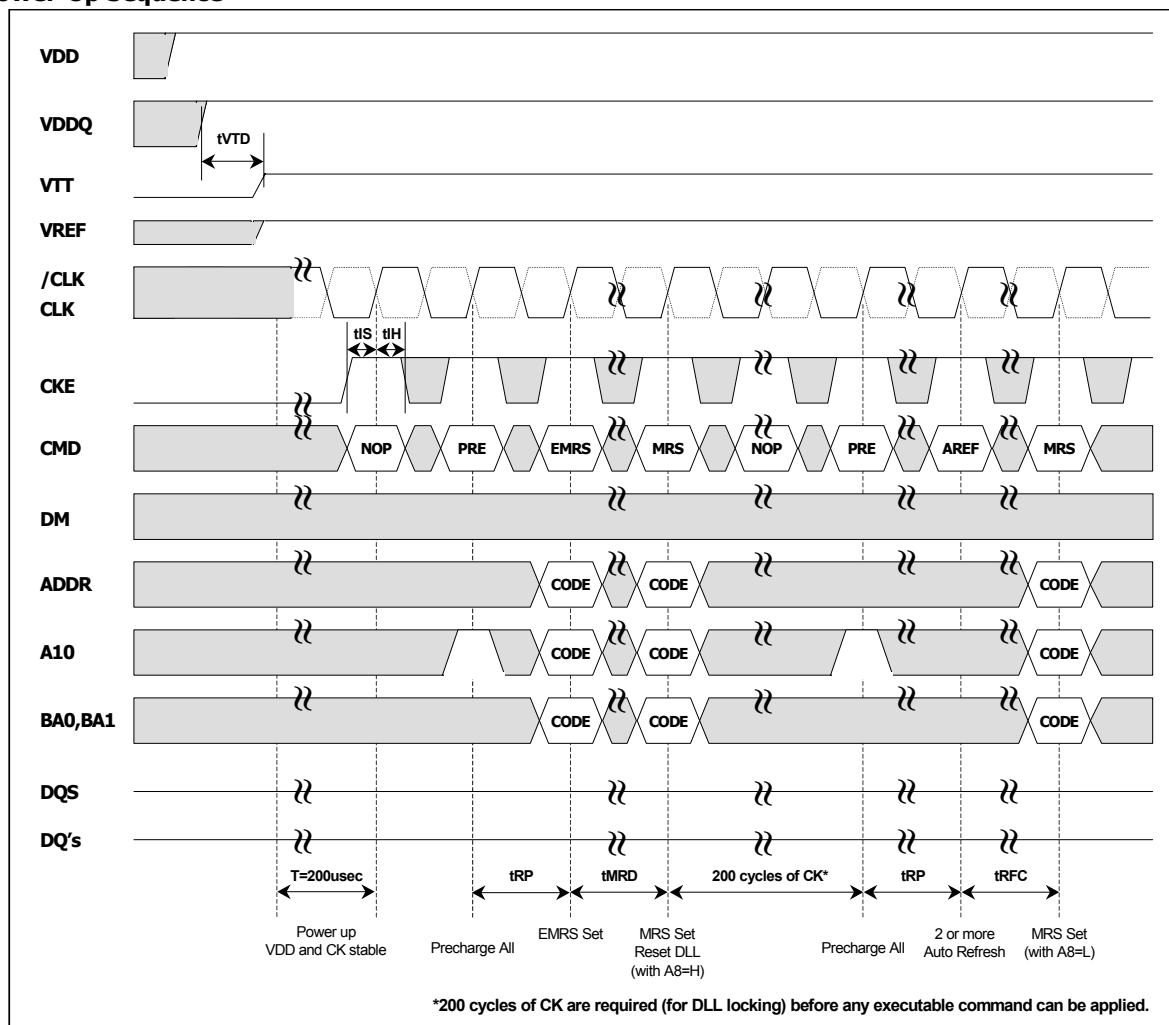 VDD
VDDQ
tVTD
VTT
VREF
/CLK
CLK
tIS tIH
CKE
CMD NOP PRE EMRS MRS NOP PRE AREF MRS
DM
ADDR CODE CODE CODE
A10 CODE CODE CODE
BA0,BA1 CODE CODE CODE
DQS
DQ's
T=200usec tRP tMRD 200 cycles of CK* tRP tRFC
Power up
VDD and CK stable
Precharge All
EMRS Set
MRS Set
Reset DLL
(with A8=H)
Precharge All
2 or more
Auto Refresh
MRS Set
(with A8=L)
*200 cycles of CK are required (for DLL locking) before any executable command can be applied.